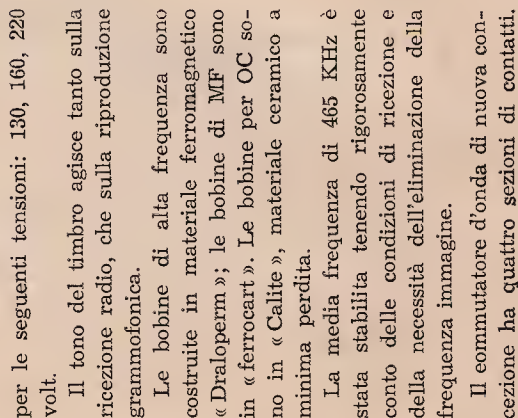 per le seguenti tensioni: 130, 160, 220
volt.
Il tono del timbro agisce tanto sulla
ricezione radio, che sulla riproduzione
grammofonica.
Le bobine di alta frequenza sono
costruite in materiale ferromagnetico
« Draloperm »; le bobine di MF sono
in « ferrocart ». Le bobine per OC so-
no in « Calite », materiale ceramico a
minima perdita.
La media frequenza di 465 KHz è
stata stabilita tenendo rigorosamente
conto delle condizioni di ricezione e
della necessità dell'eliminazione della
frequenza immagine.
Il commutatore d'onda di nuova con-
cezione ha quattro sezioni di contatti.